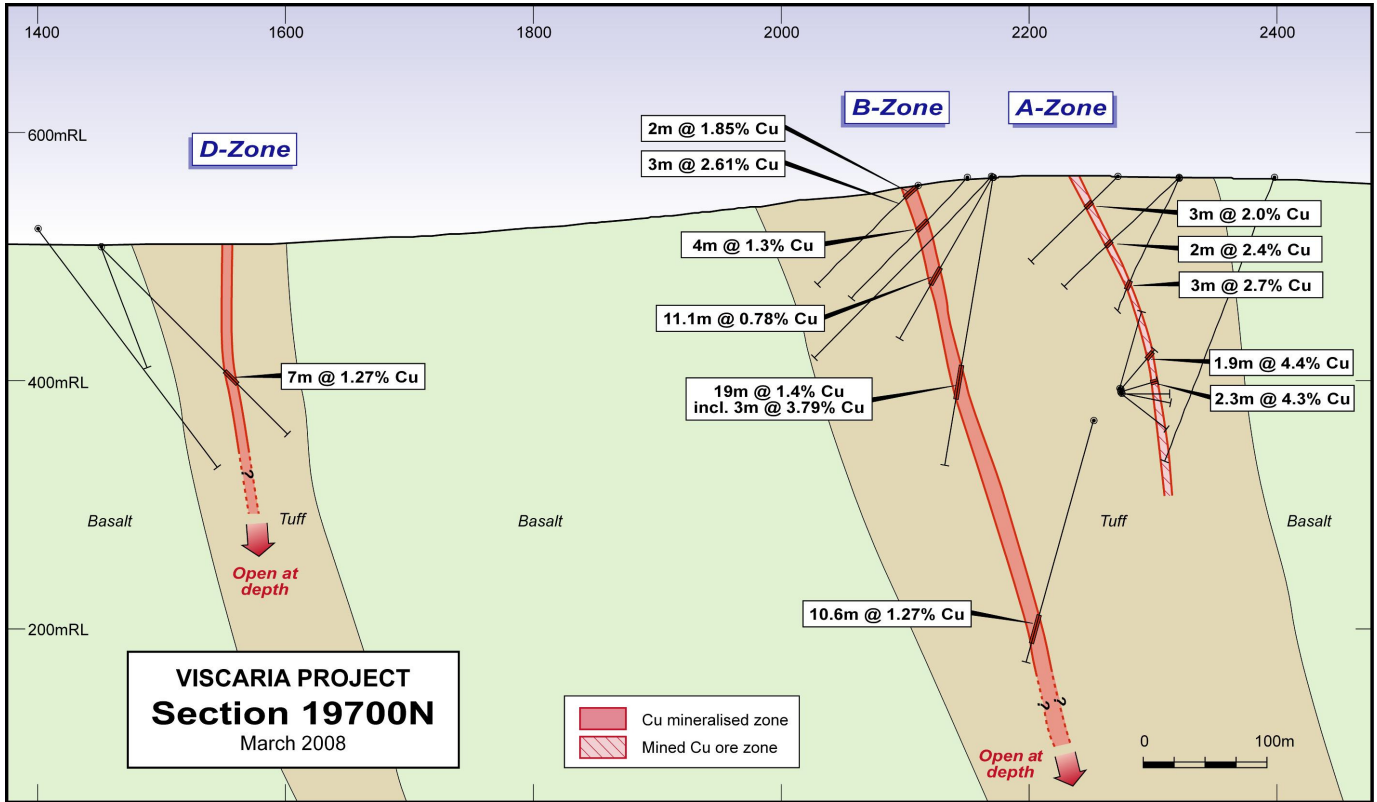 1400
1600
1800
2000
2200
2400
B-Zone
A-Zone
600mRL
2m @ 1.85% Cu
D-Zone
3m @ 2.61% Cu
3m @ 2.0% Cu
4m @ 1.3% Cu
2m @ 2.4% Cu
3m @ 2.7% Cu
11.1m @ 0.78% Cu
1.9m @ 4.4% Cu
7m @ 1.27% Cu
400mRL
19m @ 1.4% Cu
incl. 3m @ 3.79% Cu
2.3m @ 4.3% Cu
?
Basalt
Tuff
Basalt
Tuff
Basalt
Open at
depth
10.6m @ 1.27% Cu
200mRL
VISCARIA PROJECT
Section 19700N
March 2008
Cu mineralised zone
Mined Cu ore zone
?
?
Open at
depth
0
100m